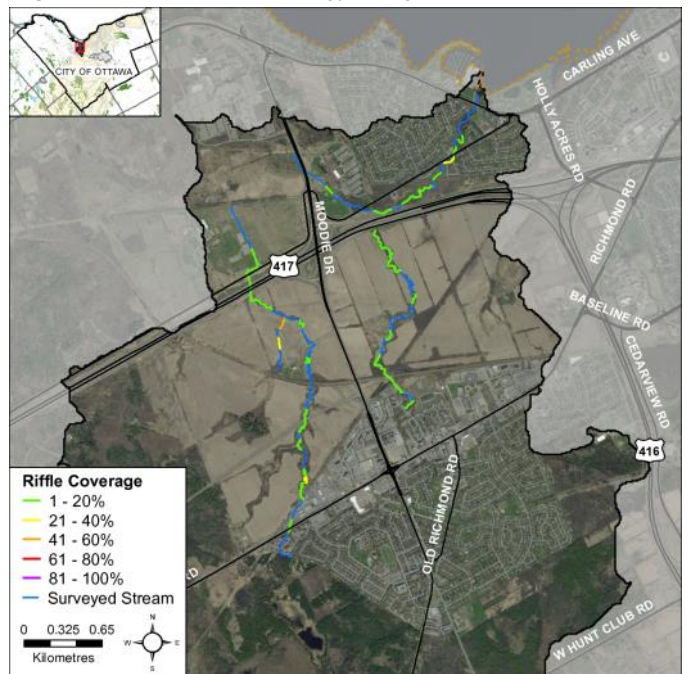 CITY OF OTTAWA
CARLING AVE
HOLLY ACRES RD
RICHMOND RD
MOODIE DR
417
BASELINE RD
CEDARVIEW RD
416
OLD RICHMOND RD
W HUNT CLUB RD
Riffle Coverage
1 - 20%
21 - 40%
41 - 60%
61 - 80%
81 - 100%
Surveyed Stream
0 0.325 0.65
Kilometres
N
W E
S